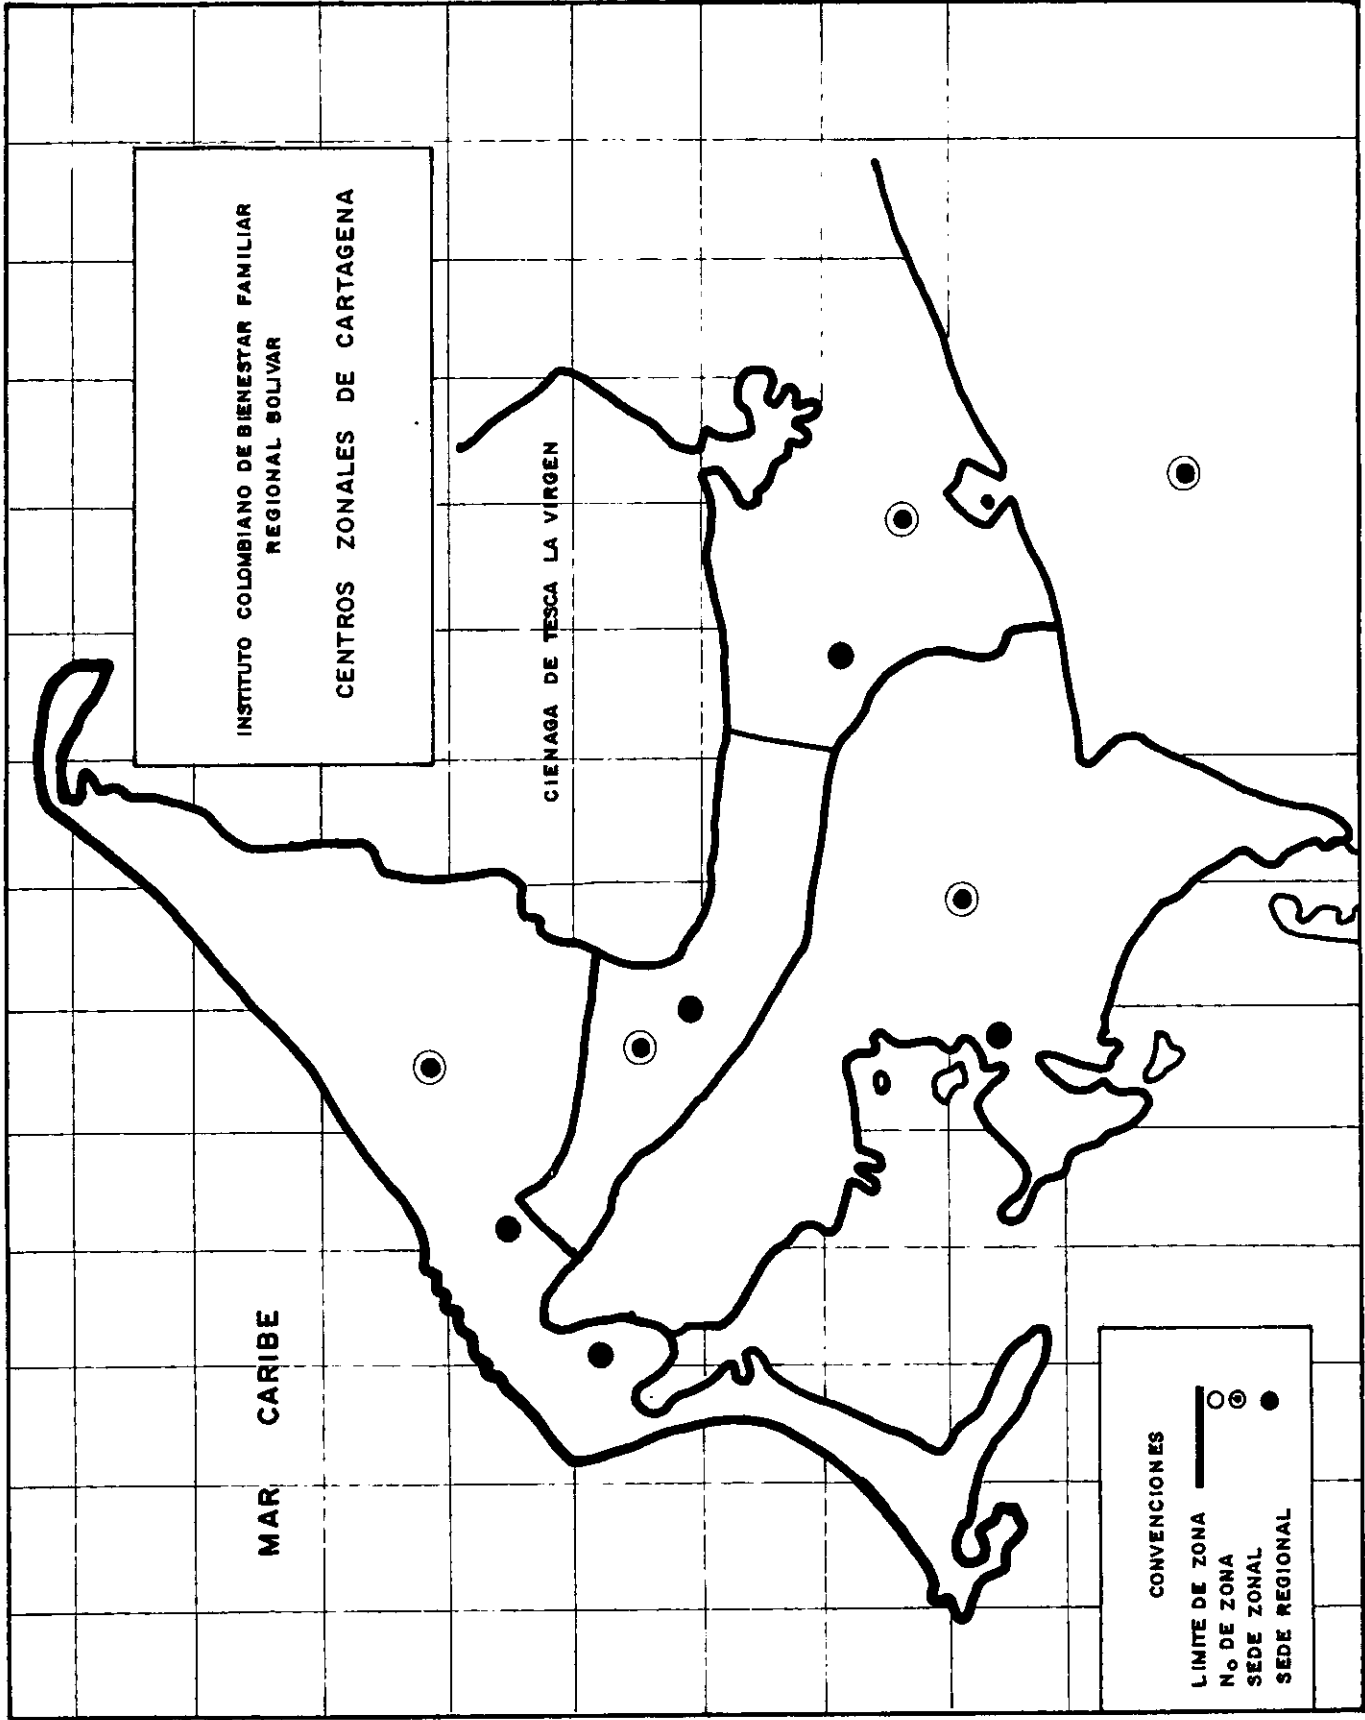 INSTITUTO COLOMBIANO DE BIENESTAR FAMILIAR
REGIONAL BOLIVAR
CENTROS ZONALES DE CARTAGENA
CIENAGA DE TESCA LA VIRGEN
MAR CARIBE
CONVENCIONES
LIMITE DE ZONA
No DE ZONA
SEDE ZONAL
SEDE REGIONAL